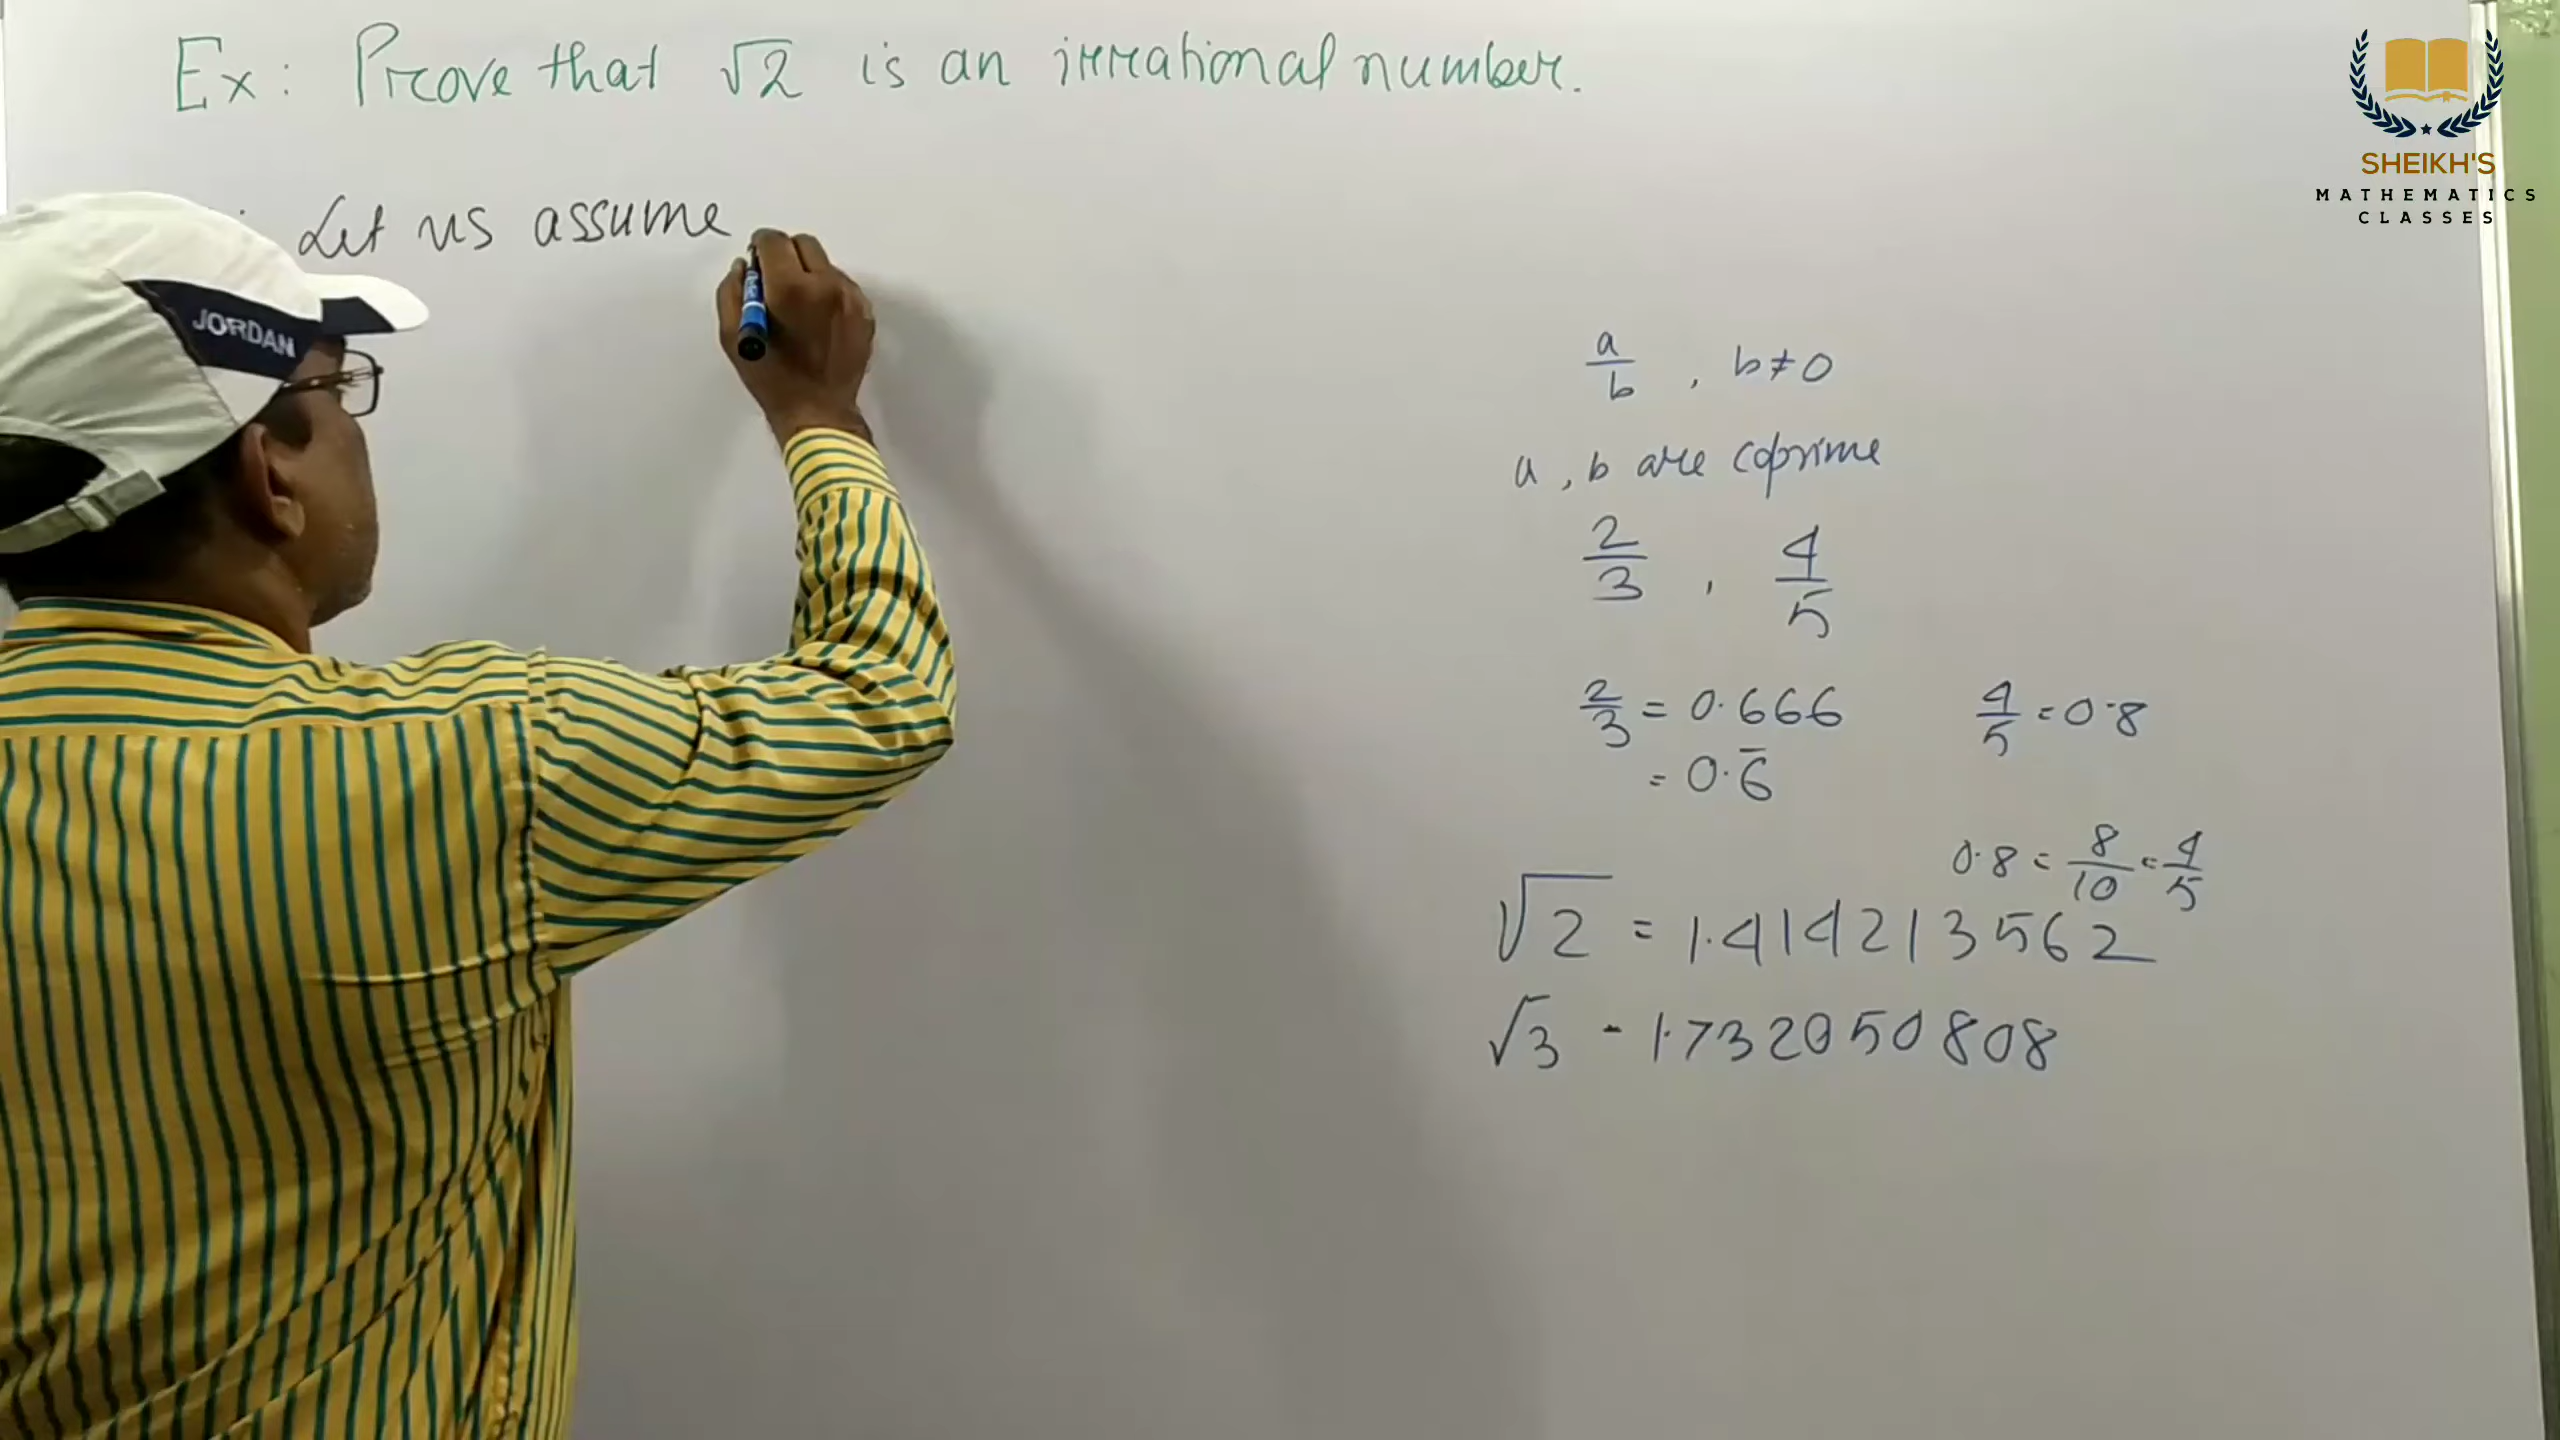 Ex: Prove that √2 is an irrational number.
SHEIKH'S
MATHEMATICS
CLASSES
Let us assume
JORDAN
a/b , b≠0
a, b are coprime
2/3 , 4/5
2/3 = 0.666
= 0.6̅
4/5 = 0.8
0.8 = 8/10 = 4/5
√2 = 1.414213562
√3 - 1.732050808